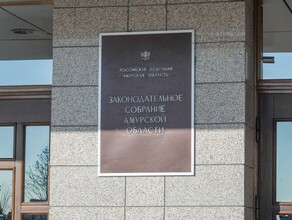 РОССИЙСКАЯ ФЕДЕРАЦИЯ
АМУРСКАЯ ОБЛАСТЬ
ЗАКОНОДАТЕЛЬНОЕ
СОБРАНИЕ
АМУРСКОЙ
ОБЛАСТИ